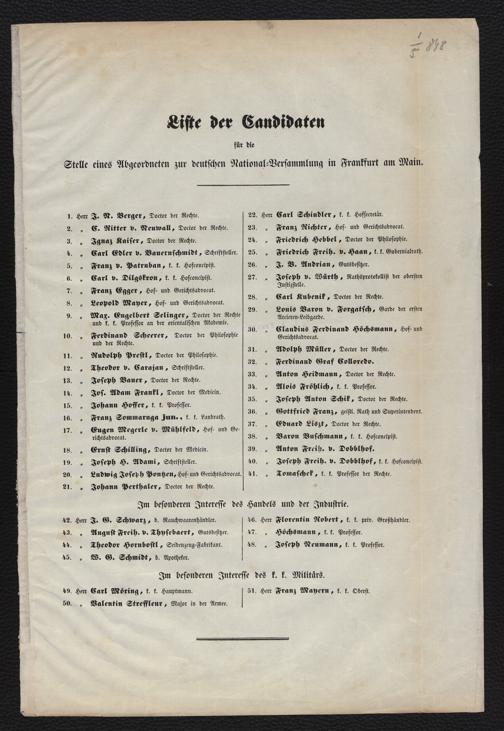 1/5 848
Liste der Candidaten
für die
Stelle eines Abgeordneten zur deutschen National-Versammlung in Frankfurt am Main.
1. Herr J. N. Berger, Doctor der Rechte.
2. „ C. Ritter v. Neuwall, Doctor der Rechte.
3. „ Ignaz Kaiser, Doctor der Rechte.
4. „ Carl Edler v. Bauernschmidt, Schriftsteller.
5. „ Franz v. Patruban, k. k. Hofconcipist.
6. „ Carl v. Dilgskron, k. k. Hofconcipist.
7. „ Franz Egger, Hof- und Gerichtsadvocat.
8. „ Leopold Mayer, Hof- und Gerichtsadvocat.
9. „ Max. Engelbert Selinger, Doctor der Rechte
und k. k. Professor an der orientalischen Akademie.
10. „ Ferdinand Scheerer, Doctor der Philosophie
und der Rechte.
11. „ Rudolph Prestl, Doctor der Philosophie.
12. „ Theodor v. Carajan, Schriftsteller.
13. „ Joseph Bauer, Doctor der Rechte.
14. „ Jos. Adam Frankl, Doctor der Medicin.
15. „ Johann Hoffer, k. k. Professor.
16. „ Franz Sommaruga jun., k. k. Landrath.
17. „ Eugen Megerle v. Mühlfeld, Hof- und Ge-
richtsadvocat.
18. „ Ernst Schilling, Doctor der Medicin.
19. „ Joseph H. Adami, Schriftsteller.
20. „ Ludwig Joseph Pontzen, Hof- und Gerichtsadvocat.
21. „ Johann Perthaler, Doctor der Rechte.
22. Herr Carl Schindler, k. k. Hofsecretär.
23. „ Franz Richter, Hof- und Gerichtsadvocat.
24. „ Friedrich Hebbel, Doctor der Philosophie.
25. „ Friedrich Freih. v. Haan, k. k. Gubernialrath.
26. „ J. B. Andrian, Gutsbesitzer.
27. „ Joseph v. Würth, Rathsprotokollist der obersten
Justizstelle.
28. „ Carl Kubenik, Doctor der Rechte.
29. „ Louis Baron v. Forgatsch, Garde der ersten
Arcieren-Leibgarde.
30. „ Claudius Ferdinand Höchsmann, Hof- und
Gerichtsadvocat.
31. „ Adolph Müller, Doctor der Rechte.
32. „ Ferdinand Graf Colloredo.
33. „ Anton Heidmann, Doctor der Rechte.
34. „ Alois Fröhlich, k. k. Professor.
35. „ Joseph Anton Schik, Doctor der Rechte.
36. „ Gottfried Franz, geistl. Rath und Superintendent.
37. „ Eduard Liszt, Doctor der Rechte.
38. „ Baron Buschmann, k. k. Hofconcipist.
39. „ Anton Freih. v. Dobblhof.
40. „ Joseph Freih. v. Dobblhof, k. k. Hofconcipist.
41. „ Tomaschek, k. k. Professor der Rechte.
Im besonderen Interesse des Handels und der Industrie.
42. Herr J. G. Schwarz, b. Rauchwaarenhändler.
43. „ August Freih. v. Thysebaert, Gutsbesitzer.
44. „ Theodor Hornbostl, Seidenzeug-Fabrikant.
45. „ W. G. Schmidt, b. Apotheker.
46. Herr Florentin Robert, k. k. priv. Großhändler.
47. „ Höchsmann, k. k. Professor.
48. „ Joseph Neumann, k. k. Professor.
Im besonderen Interesse des k. k. Militärs.
49. Herr Carl Möring, k. k. Hauptmann.
50. „ Valentin Streffleur, Major in der Armee.
51. Herr Franz Mayern, k. k. Oberst.